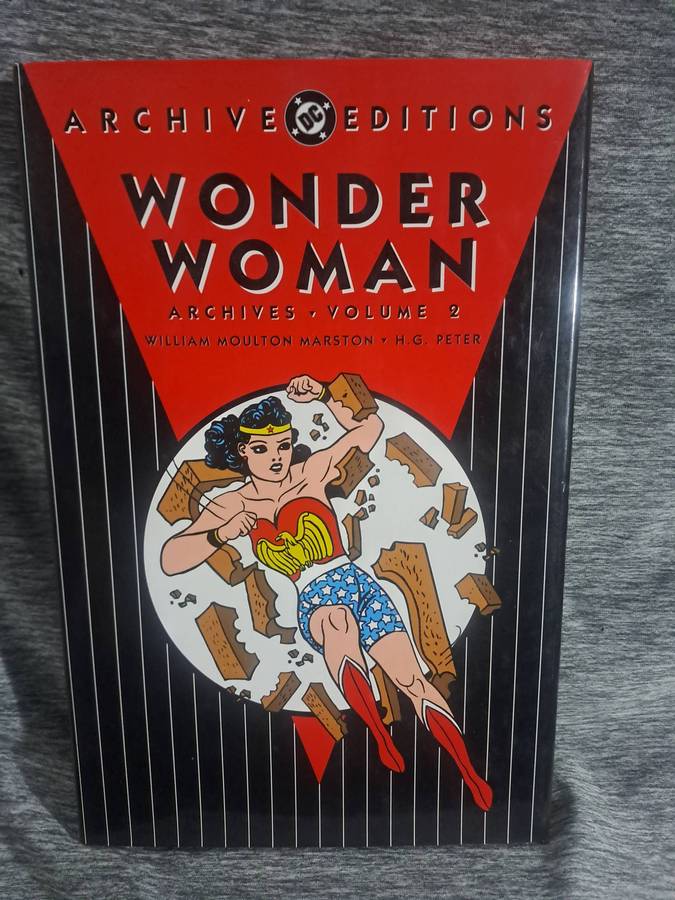 ARCHIVE DC EDITIONS
WONDER
WOMAN
ARCHIVES ▾ VOLUME 2
WILLIAM MOULTON MARSTON ▾ H.G. PETER